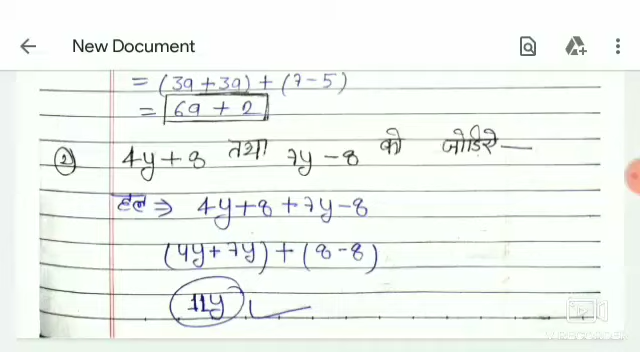 New Document
= (3a + 3a) + (7 - 5)
= 6a + 2
② 4y + 8 तथा 7y - 8 को जोडिये —
हल ⇒ 4y + 8 + 7y - 8
(4y + 7y) + (8 - 8)
11y